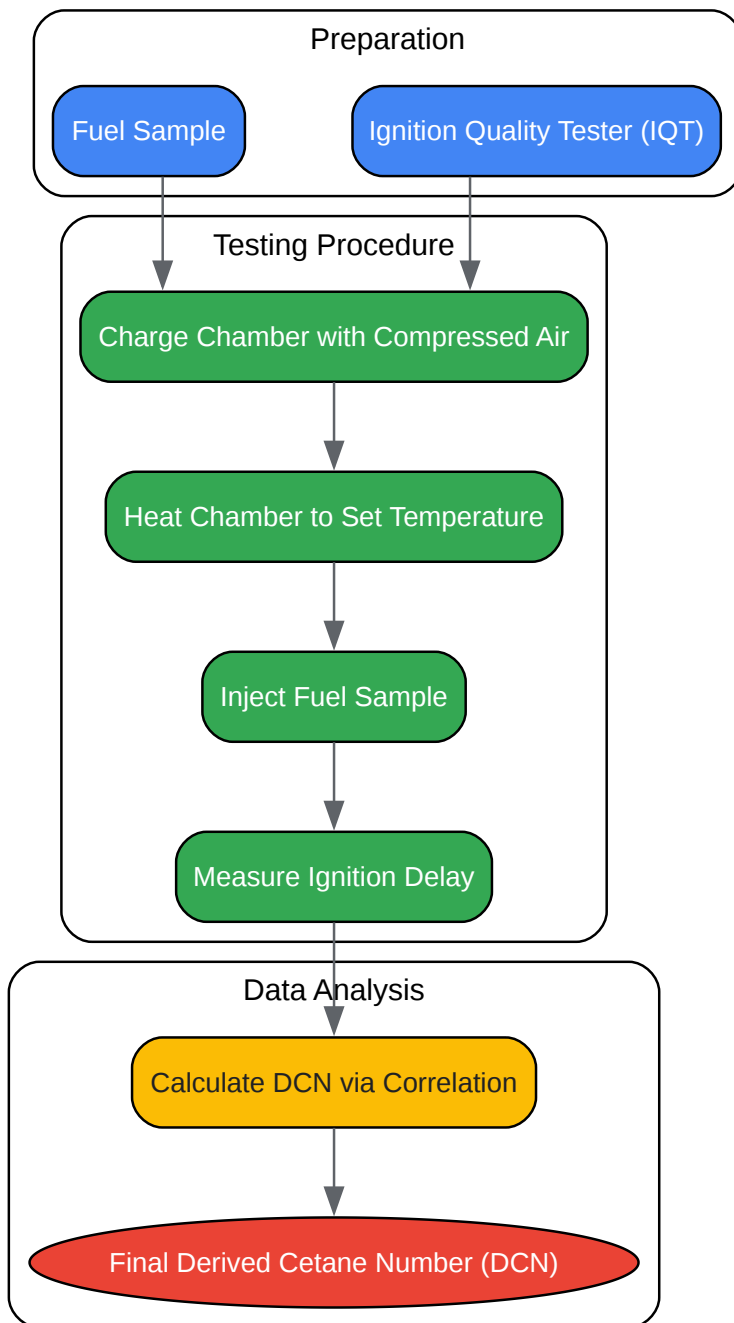 Preparation
Fuel Sample
Ignition Quality Tester (IQT)
Testing Procedure
Charge Chamber with Compressed Air
Heat Chamber to Set Temperature
Inject Fuel Sample
Measure Ignition Delay
Data Analysis
Calculate DCN via Correlation
Final Derived Cetane Number (DCN)